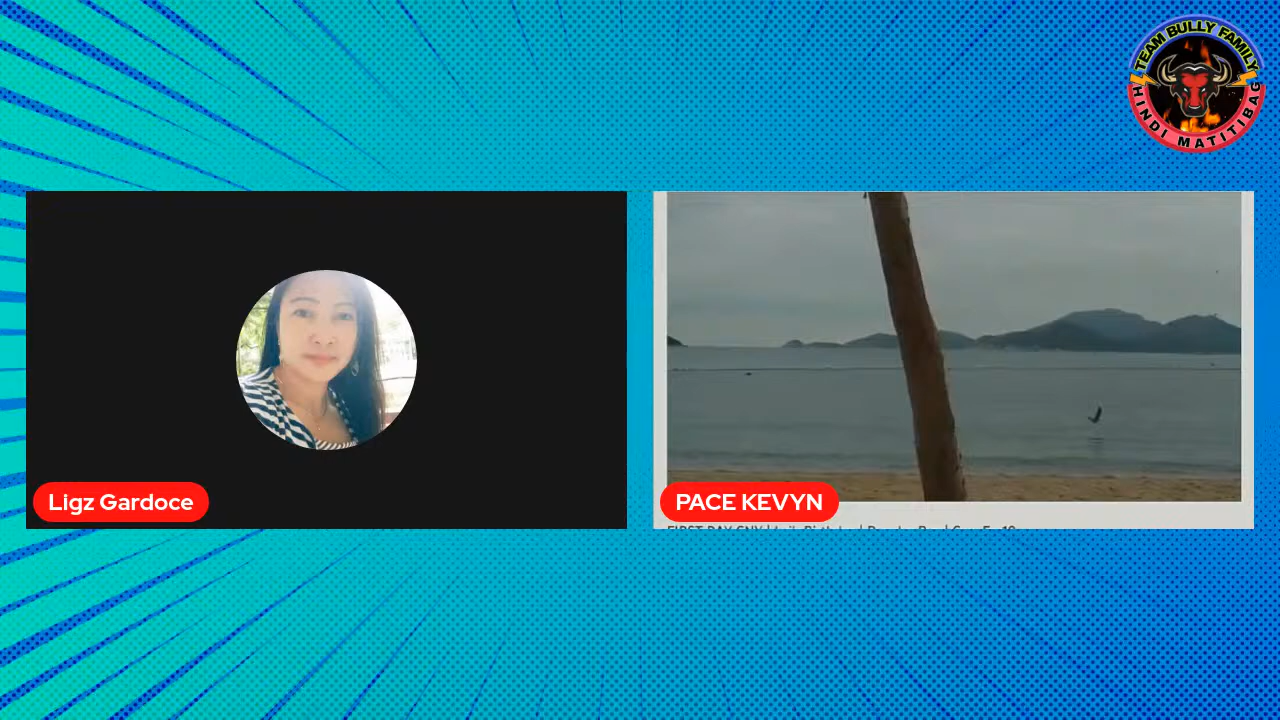 TEAM BULLY FAMILY
HINDI MATITIBAG
Ligz Gardoce
PACE KEVYN
FIRST DAY CNY